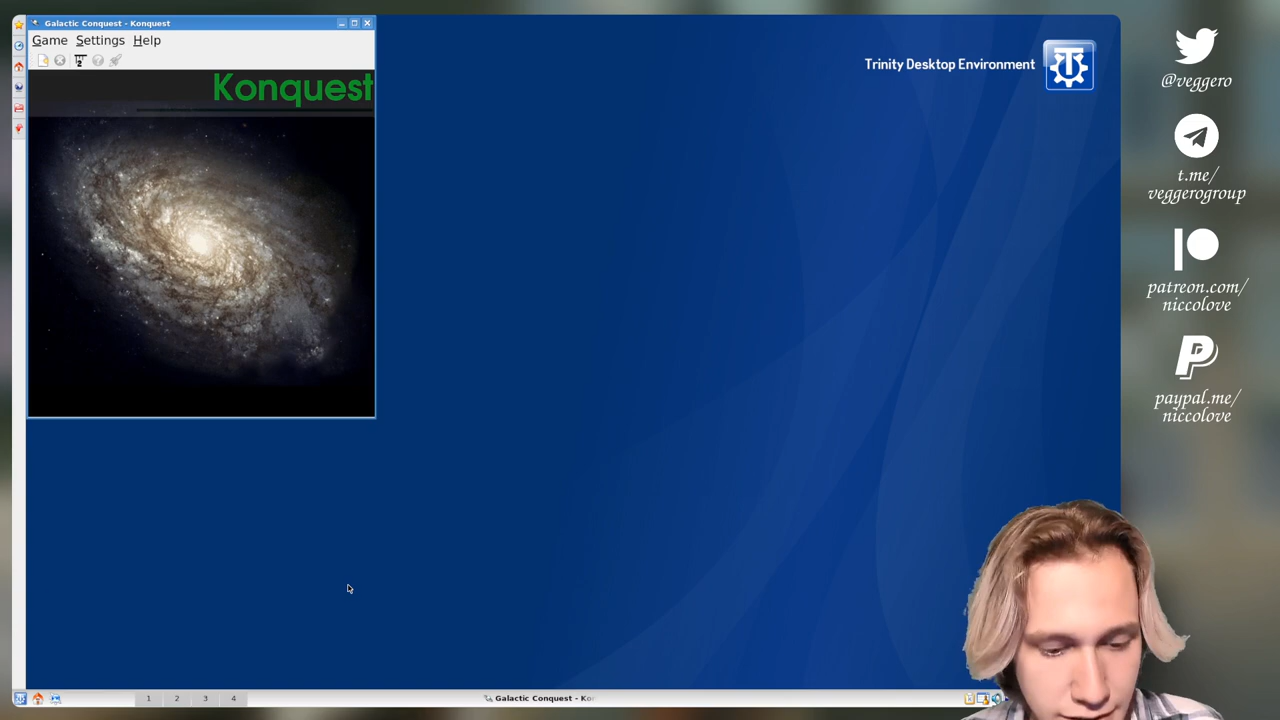 Galactic Conquest - Konquest
Game Settings Help
Konquest
Trinity Desktop Environment
@veggero
t.me/
veggerogroup
patreon.com/
niccolove
paypal.me/
niccolove
1 2 3 4
Galactic Conquest - Ko